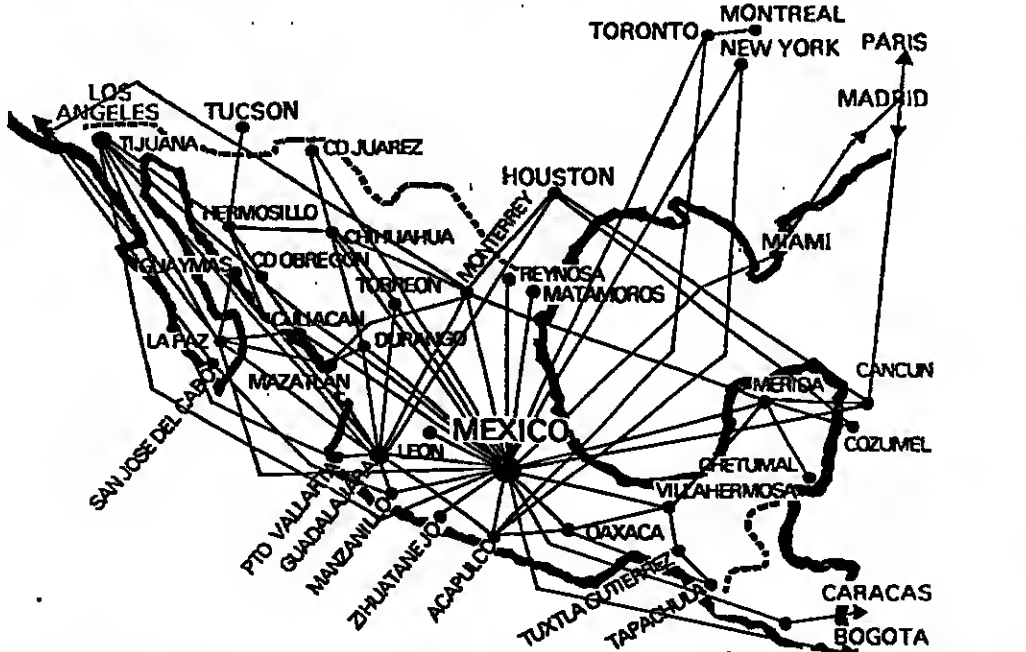 MONTREAL
TORONTO
NEW YORK
PARIS
MADRID
LOS
ANGELES
TIJUANA
TUCSON
CD JUAREZ
HOUSTON
HERMOSILLO
CHIHUAHUA
MONTERREY
MIAMI
GUAYMAS
CD OBREGON
TORREON
REYNOSA
MATAMOROS
CULIACAN
LA PAZ
DURANGO
MAZATLAN
SAN JOSE DEL CABO
MERIDA
CANCUN
COZUMEL
MEXICO
LEON
CHETUMAL
VILLAHERMOSA
PTO VALLARTA
GUADALAJARA
MANZANILLO
ZIHUATANEJO
ACAPULCO
OAXACA
TUXTLA GUTIERREZ
TAPACHULA
CARACAS
BOGOTA